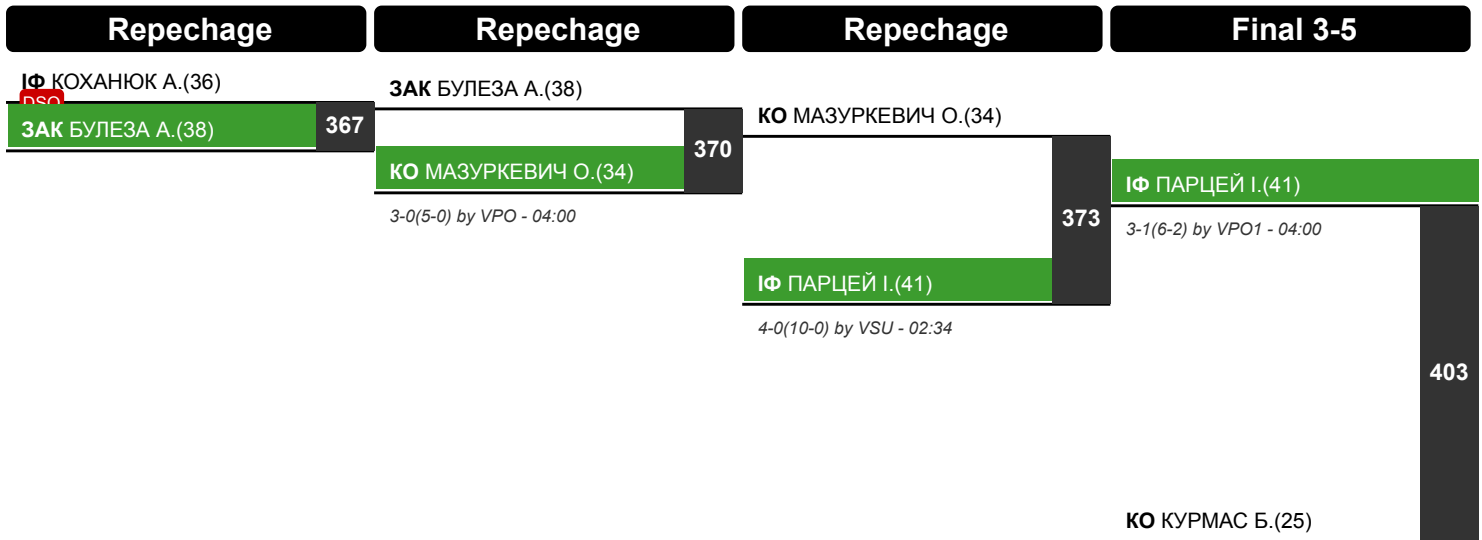 Repechage
ІФ КОХАНЮК А.(36)
DSQ
ЗАК БУЛЕЗА А.(38)
367
Repechage
ЗАК БУЛЕЗА А.(38)
КО МАЗУРКЕВИЧ О.(34)
370
3-0(5-0) by VPO - 04:00
Repechage
КО МАЗУРКЕВИЧ О.(34)
ІФ ПАРЦЕЙ І.(41)
373
4-0(10-0) by VSU - 02:34
Final 3-5
ІФ ПАРЦЕЙ І.(41)
3-1(6-2) by VPO1 - 04:00
403
КО КУРМАС Б.(25)